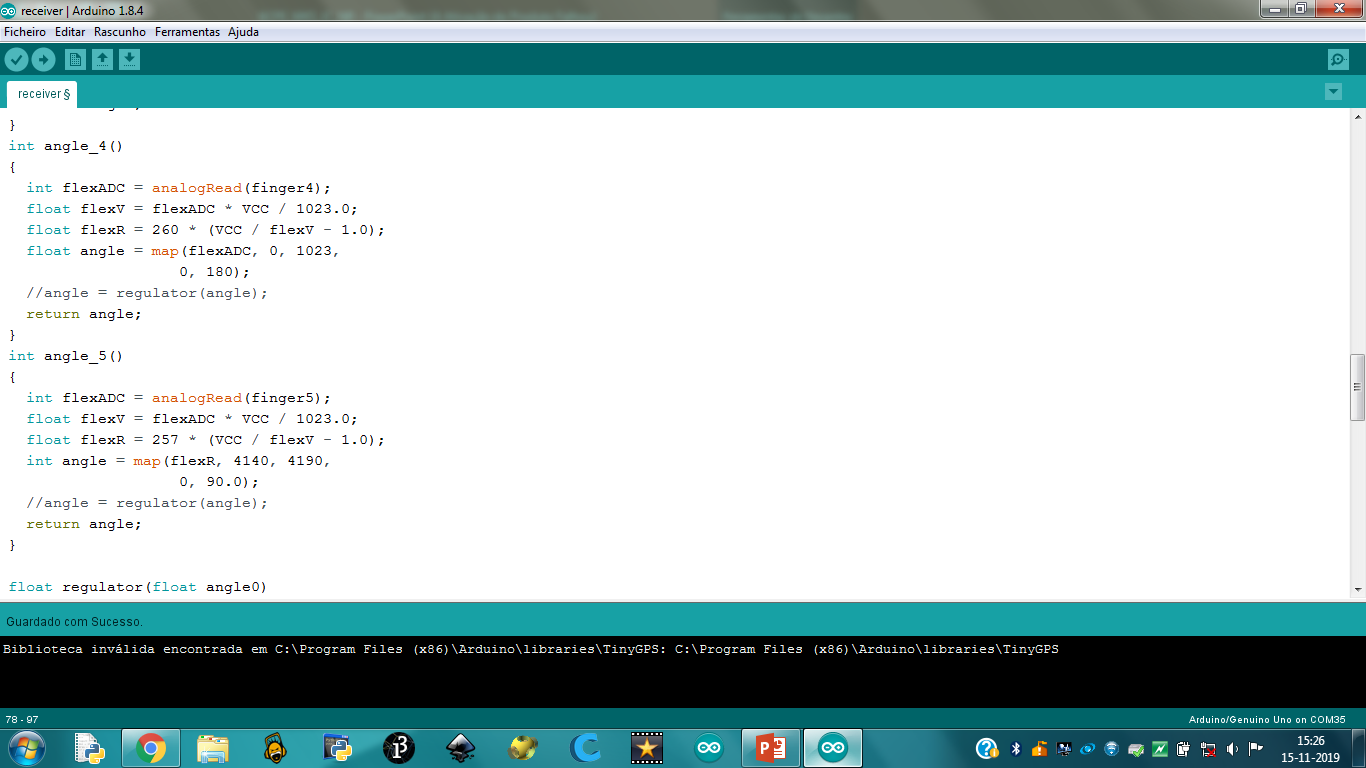 receiver | Arduino 1.8.4
Ficheiro Editar Rascunho Ferramentas Ajuda
receiver §
}
int angle_4()
{
int flexADC = analogRead(finger4);
float flexV = flexADC * VCC / 1023.0;
float flexR = 260 * (VCC / flexV - 1.0);
float angle = map(flexADC, 0, 1023,
0, 180);
//angle = regulator(angle);
return angle;
}
int angle_5()
{
int flexADC = analogRead(finger5);
float flexV = flexADC * VCC / 1023.0;
float flexR = 257 * (VCC / flexV - 1.0);
int angle = map(flexR, 4140, 4190,
0, 90.0);
//angle = regulator(angle);
return angle;
}
float regulator(float angle0)
Guardado com Sucesso.
Biblioteca inválida encontrada em C:\Program Files (x86)\Arduino\libraries\TinyGPS: C:\Program Files (x86)\Arduino\libraries\TinyGPS
78 - 97
Arduino/Genuino Uno on COM35
15:26
15-11-2019